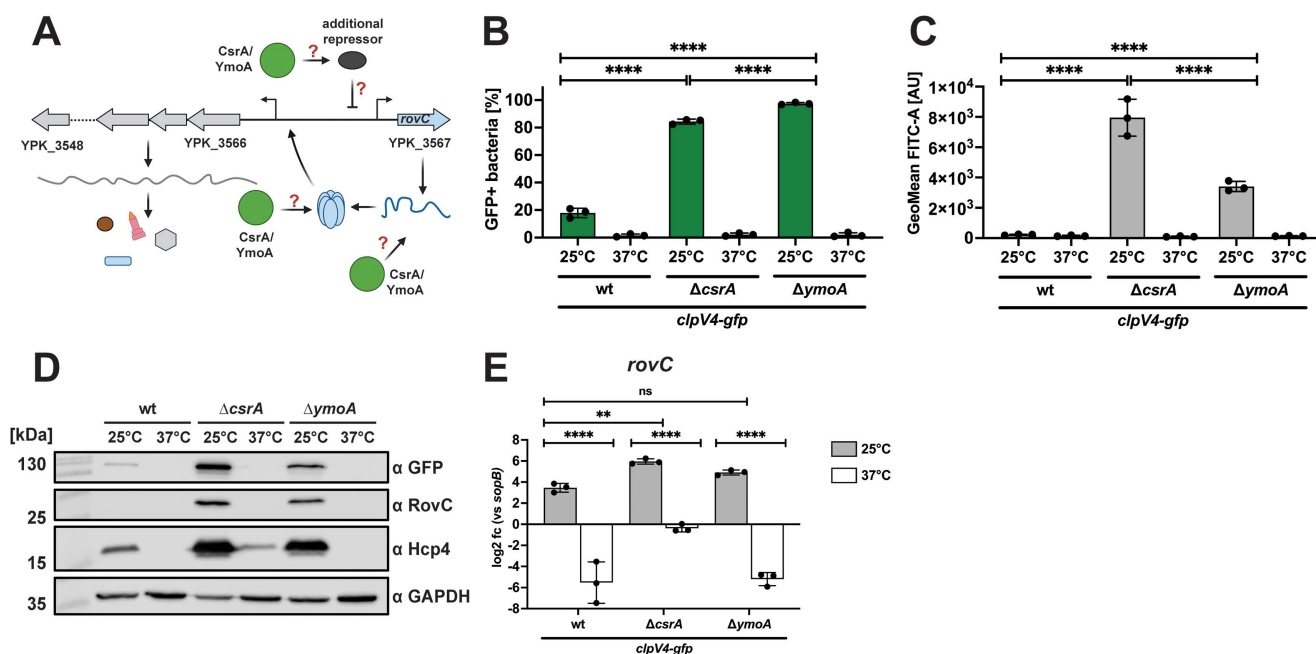 A
additional
repressor
CsrA/
YmoA
?
?
rovC
YPK_3548
YPK_3566
YPK_3567
?
CsrA/
YmoA
?
CsrA/
YmoA
B
****
**** ****
GFP+ bacteria [%]
100
80
60
40
20
0
25°C 37°C 25°C 37°C 25°C 37°C
wt ΔcsrA ΔymoA
clpV4-gfp
C
****
**** ****
GeoMean FITC-A [AU]
1×10⁴
8×10³
6×10³
4×10³
2×10³
0
25°C 37°C 25°C 37°C 25°C 37°C
wt ΔcsrA ΔymoA
clpV4-gfp
D
wt ΔcsrA ΔymoA
[kDa] 25°C 37°C 25°C 37°C 25°C 37°C
130 α GFP
α RovC
25
α Hcp4
15
α GAPDH
35
E
rovC
ns
**
**** **** ****
log2 fc (vs sopB)
8
6
4
2
0
-2
-4
-6
-8
wt ΔcsrA ΔymoA
clpV4-gfp
25°C
37°C